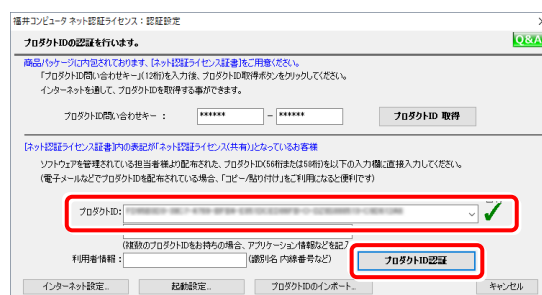 福井コンピュータ ネット認証ライセンス：認証設定
プロダクトIDの認証を行います。
Q&A
商品パッケージに内包されております、[ネット認証ライセンス証書]をご用意ください。
「プロダクトID問い合わせキー」(12桁)を入力後、プロダクトID取得ボタンをクリックしてください。
インターネットを通して、プロダクトIDを取得する事ができます。
プロダクトID問い合わせキー : ****** - ****** プロダクトID 取得
[ネット認証ライセンス証書]内の表記が「ネット認証ライセンス(共有)」となっているお客様
ソフトウェアを管理されている担当者様より配布された、プロダクトID(56桁または58桁)を以下の入力欄に直接入力してください。
(電子メールなどでプロダクトIDを配布されている場合、「コピー/貼り付け」をご利用になると便利です)
プロダクトID:
(複数のプロダクトIDをお持ちの場合、アプリケーション情報などを記入
利用者情報 : (識別名 内線番号など) プロダクトID認証
インターネット設定... 起動設定... プロダクトIDのインポート... キャンセル